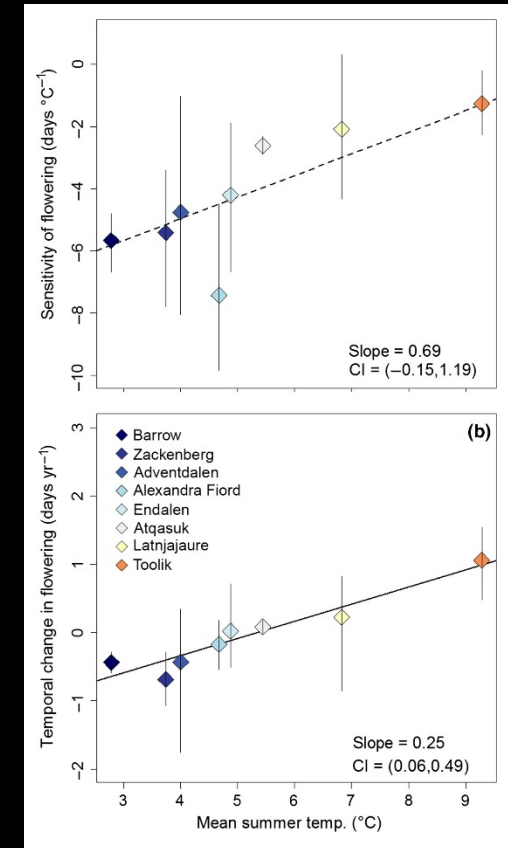 Sensitivity of flowering (days °C⁻¹)
0
−2
−4
−6
−8
−10
Slope = 0.69
CI = (−0.15,1.19)
(b)
Temporal change in flowering (days yr⁻¹)
3
2
1
0
−1
−2
Barrow
Zackenberg
Adventdalen
Alexandra Fiord
Endalen
Atqasuk
Latnjajaure
Toolik
Slope = 0.25
CI = (0.06,0.49)
3 4 5 6 7 8 9
Mean summer temp. (°C)